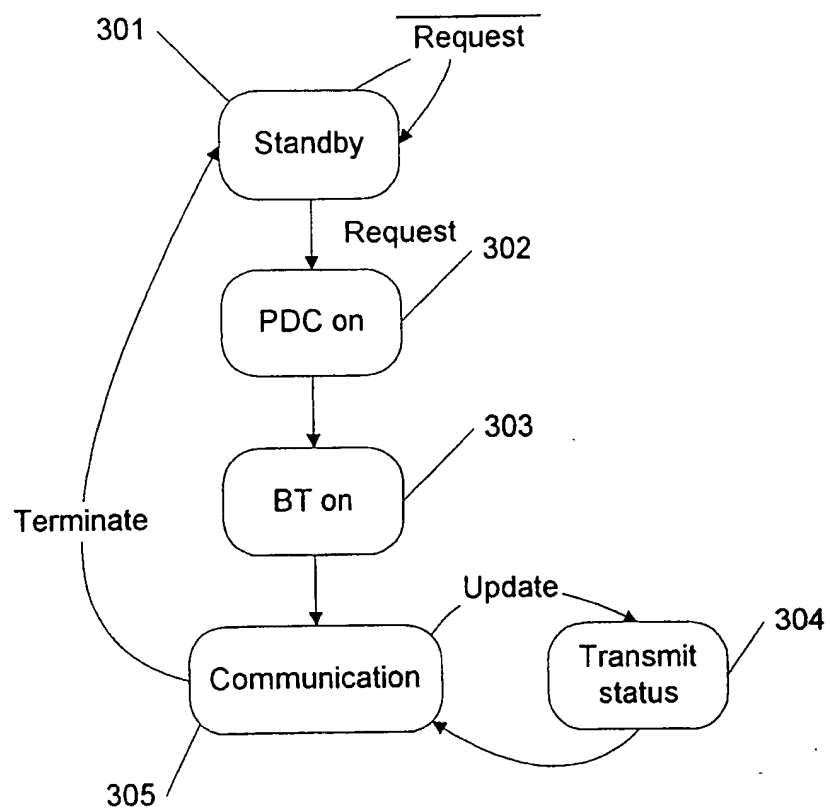 301
Request
Standby
Request
302
PDC on
303
BT on
Terminate
Update
304
Transmit
status
Communication
305